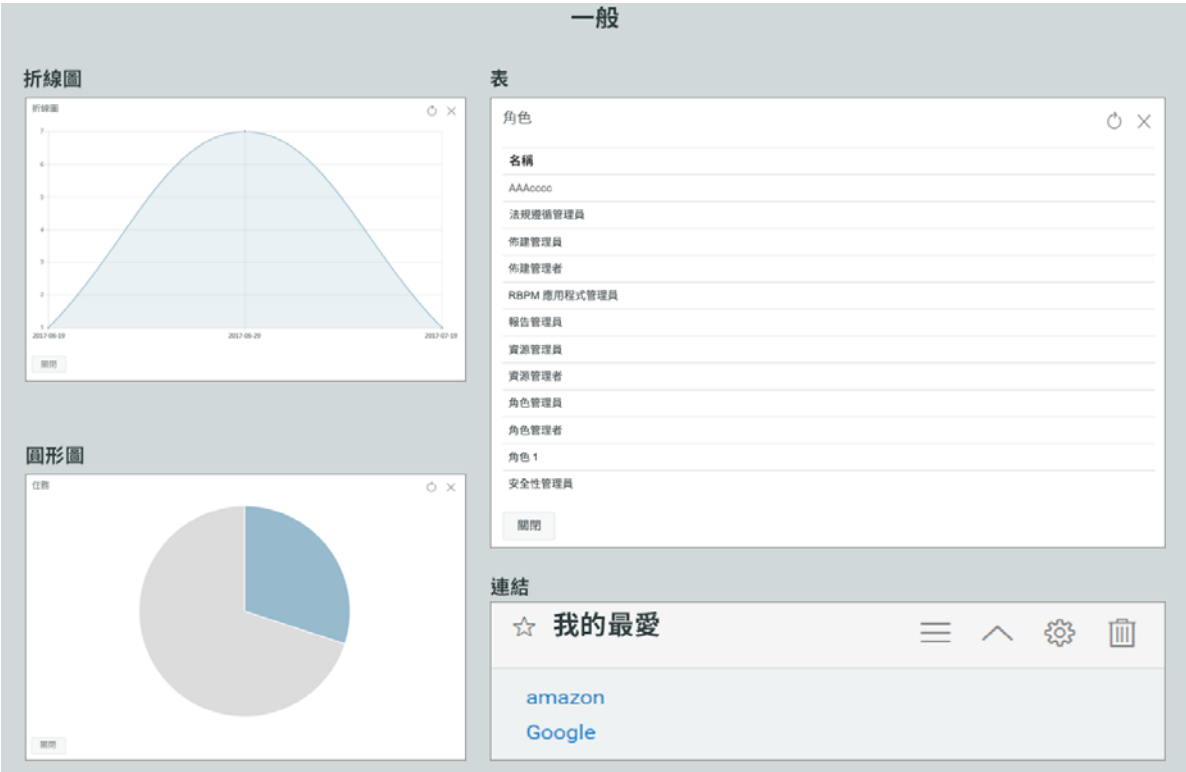 一般
折線圖
折線圖
7
6
5
4
3
2
1
2017-06-19
2017-06-29
2017-07-19
關閉
圓形圖
任務
關閉
表
角色
名稱
AAAcccc
法規遵循管理員
佈建管理員
佈建管理者
RBPM 應用程式管理員
報告管理員
資源管理員
資源管理者
角色管理員
角色管理者
角色 1
安全性管理員
關閉
連結
我的最愛
amazon
Google